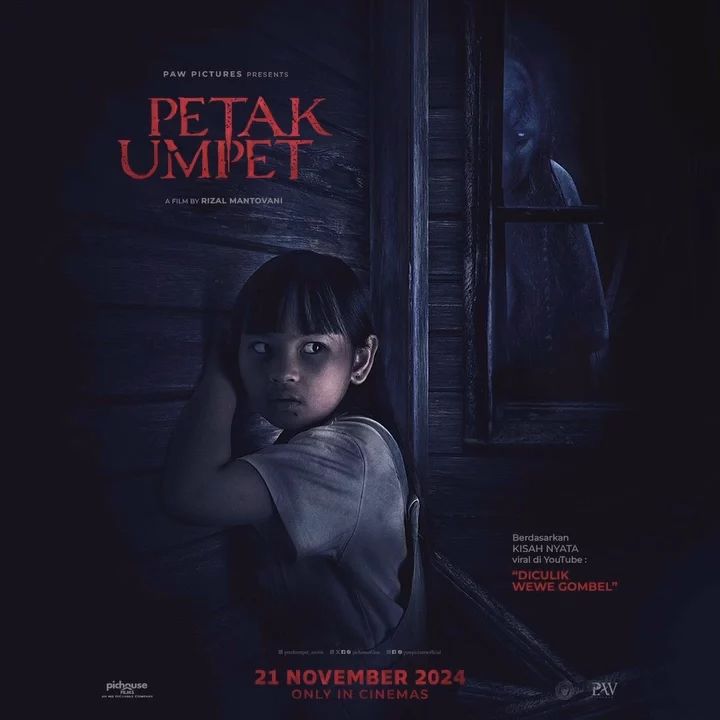 PAW PICTURES PRESENTS
PETAK
UMPET
A FILM BY RIZAL MANTOVANI
Berdasarkan
KISAH NYATA
viral di YouTube :
"DICULIK
WEWE GOMBEL"
21 NOVEMBER 2024
ONLY IN CINEMAS
pichouse
FILMS
PAW